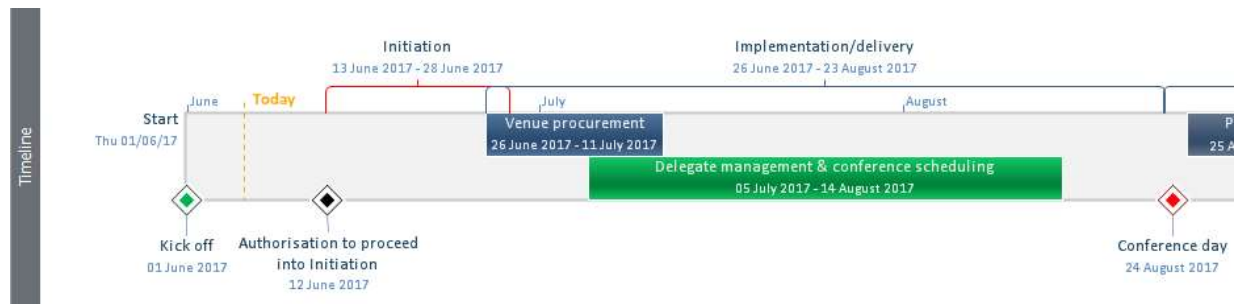 Timeline
Initiation
13 June 2017 - 28 June 2017
Implementation/delivery
26 June 2017 - 23 August 2017
June
Today
July
August
Start
Thu 01/06/17
Venue procurement
26 June 2017 - 11 July 2017
P
25 A
Delegate management & conference scheduling
05 July 2017 - 14 August 2017
Kick off
01 June 2017
Authorisation to proceed
into Initiation
12 June 2017
Conference day
24 August 2017